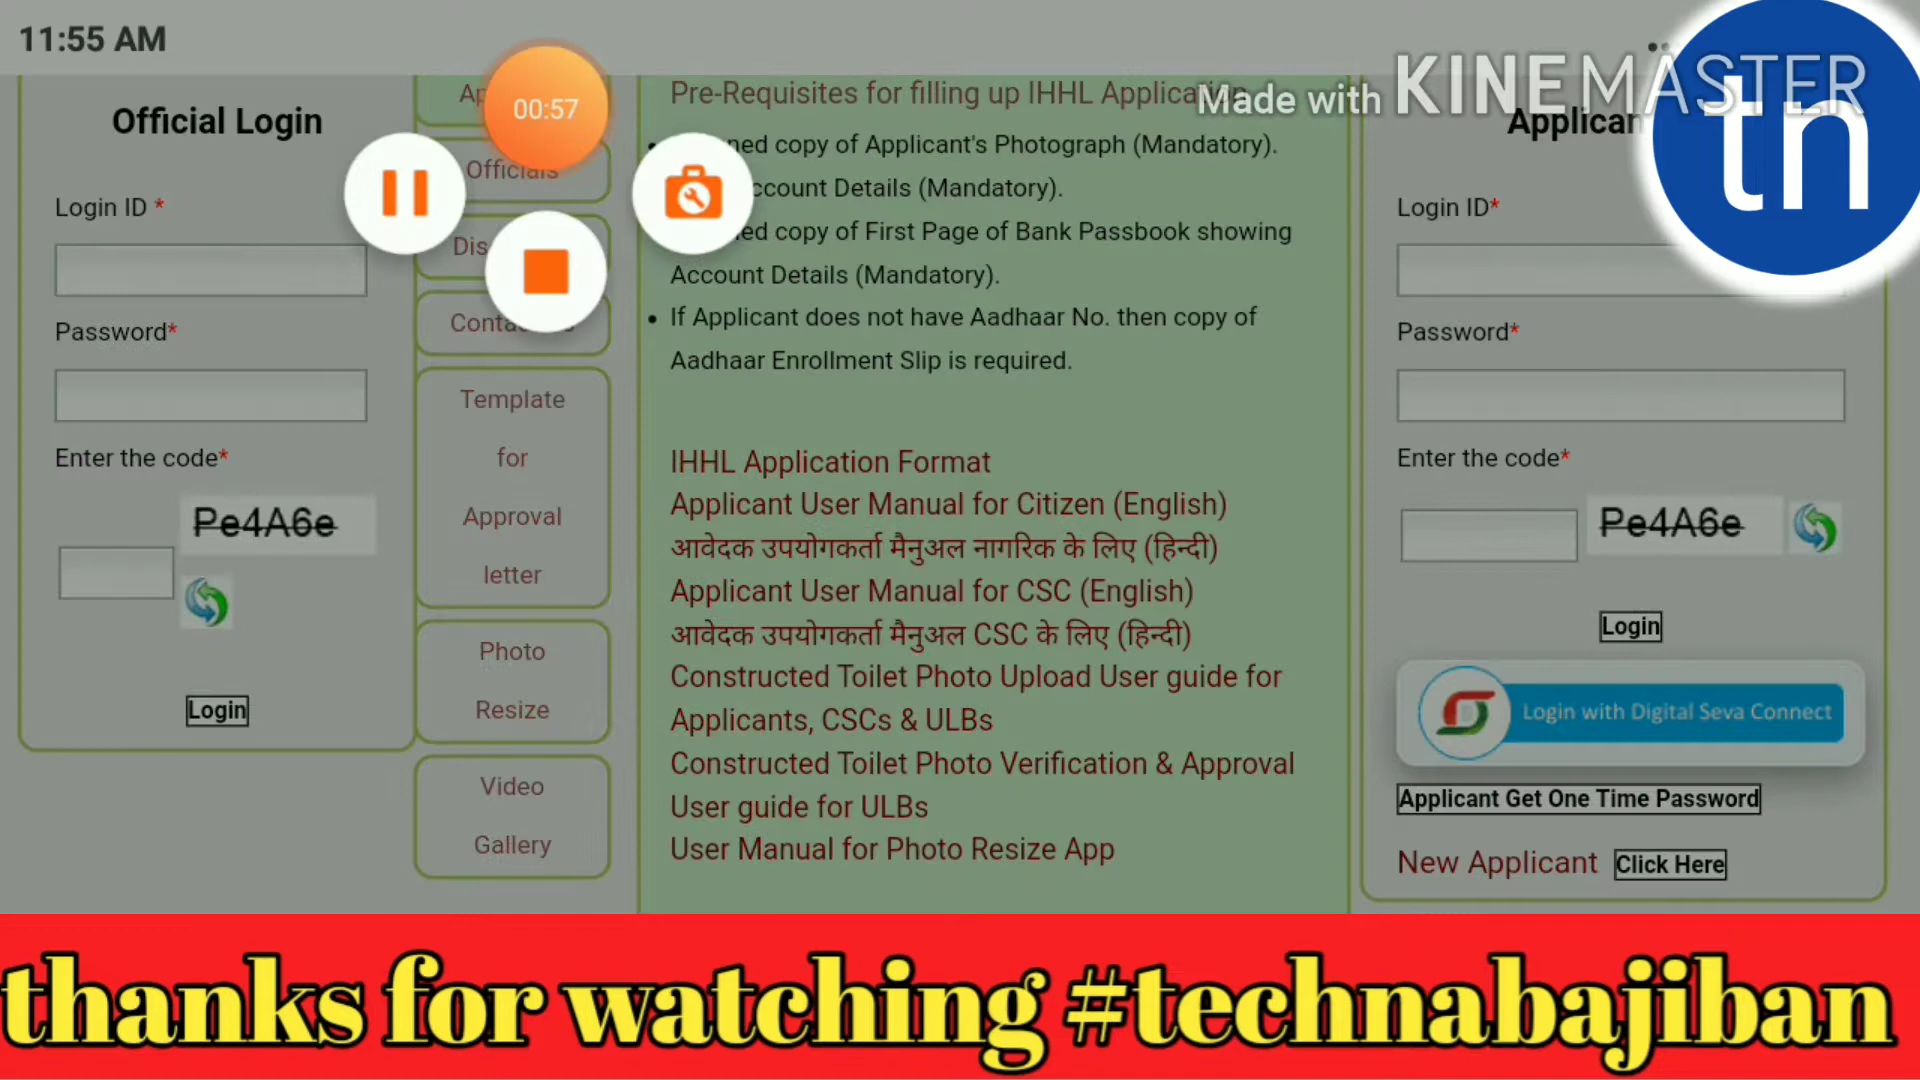 11:55 AM
Made with KINEMASTER
tn
00:57
Official Login
Login ID *
Password*
Enter the code*
Pe4A6e
Login
Officials
Template
for
Approval
letter
Photo
Resize
Video
Gallery
Pre-Requisites for filling up IHHL
copy of Applicant's Photograph (Mandatory).
Details (Mandatory).
copy of First Page of Bank Passbook showing
Account Details (Mandatory).
• If Applicant does not have Aadhaar No. then copy of
Aadhaar Enrollment Slip is required.
IHHL Application Format
Applicant User Manual for Citizen (English)
आवेदक उपयोगकर्ता मैनुअल नागरिक के लिए (हिन्दी)
Applicant User Manual for CSC (English)
आवेदक उपयोगकर्ता मैनुअल CSC के लिए (हिन्दी)
Constructed Toilet Photo Upload User guide for
Applicants, CSCs & ULBs
Constructed Toilet Photo Verification & Approval
User guide for ULBs
User Manual for Photo Resize App
Login ID*
Password*
Enter the code*
Pe4A6e
Login
Login with Digital Seva Connect
Applicant Get One Time Password
New Applicant Click Here
thanks for watching #technabajiban